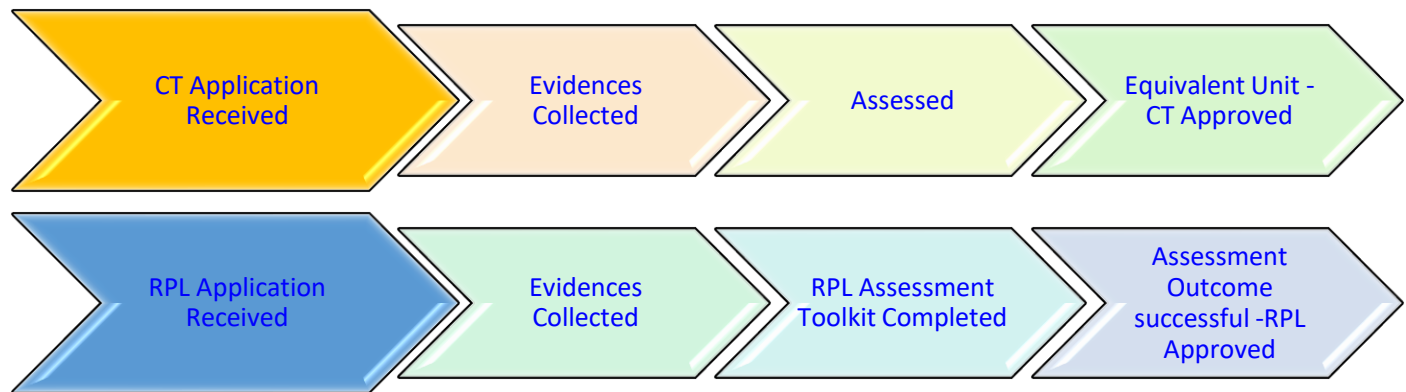 CT Application
Received
Evidences
Collected
Assessed
Equivalent Unit -
CT Approved
RPL Application
Received
Evidences
Collected
RPL Assessment
Toolkit Completed
Assessment
Outcome
successful -RPL
Approved